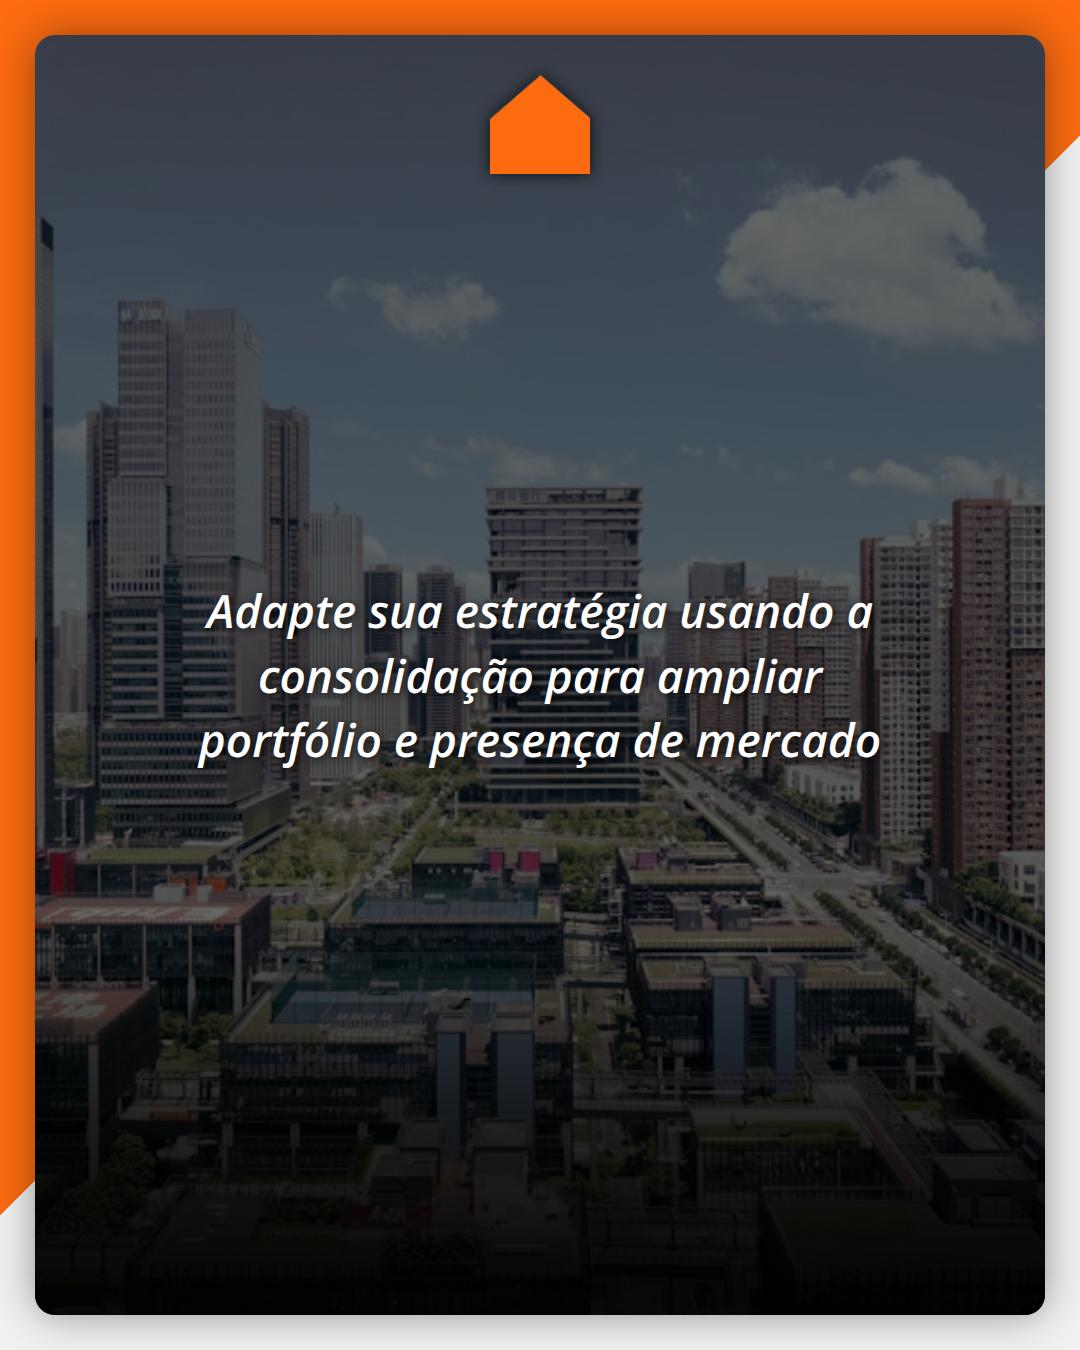 Adapte sua estratégia usando a
consolidação para ampliar
portfólio e presença de mercado